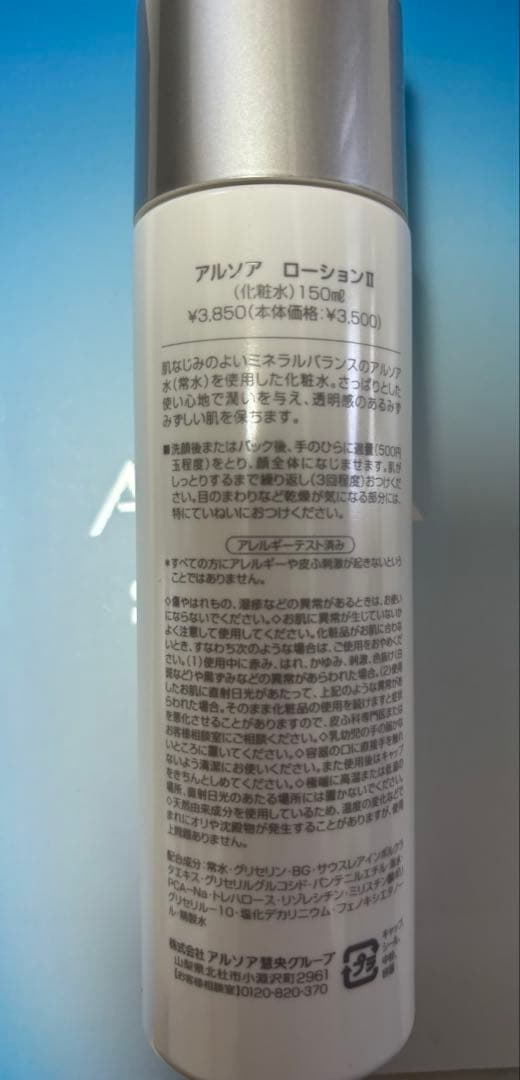 アルソア ローションⅡ
(化粧水)150㎖
¥3,850(本体価格:¥3,500)
肌なじみのよいミネラルバランスのアルソア
水(常水)を使用した化粧水。さっぱりとした
使い心地で潤いを与え、透明感のあるみず
みずしい肌を保ちます。
■洗顔後またはパック後、手のひらに適量(500円
玉程度)をとり、顔全体になじませます。肌が
しっとりするまで繰り返し(3回程度)おつけくだ
さい。目のまわりなど乾燥が気になる部分には、
特にていねいにおつけください。
アレルギーテスト済み
*すべての方にアレルギーや皮ふ刺激が起きないという
ことではありません。
◇傷やはれもの、湿疹などの異常があるときは、お使い
にならないでください。◇お肌に異常が生じていないか
よく注意して使用してください。化粧品がお肌に合わな
いとき、すなわち次のような場合は、ご使用をおやめくだ
さい。(1)使用中に赤み、はれ、かゆみ、刺激、色抜け(白
斑など)や黒ずみなどの異常があらわれた場合。(2)使用
したお肌に直射日光があたって、上記のような異常があ
らわれた場合。そのまま化粧品の使用を続けますと症状
を悪化させることがありますので、皮ふ科専門医または
お客様相談室にご相談ください。◇乳幼児の手の届かな
いところに置いてください。◇容器の口に直接手を触れ
ないよう清潔にお使いください。また使用後はキャップ
をきちんとしめてください。◇極端に高温または低温の
場所、直射日光のあたる場所には置かないでください。
◇天然由来成分を使用しているため、温度の変化などで
まれにオリや沈殿物が発生することがありますが、使用
上問題ありません。
配合成分:常水・グリセリン・BG・サウスレアインボルクラ
タエキス・グリセリルグルコシド・パンテニルエチル・海水・
PCA-Na・トレハロース・リゾレシチン・ミリスチン酸ポリ
グリセリル-10・塩化デカリニウム・フェノキシエタノー
ル・精製水
株式会社 アルソア慧央グループ
山梨県北杜市小淵沢町2961
【お客様相談室】0120-820-370
プラ
キャップ、
シール、
中栓、
容器